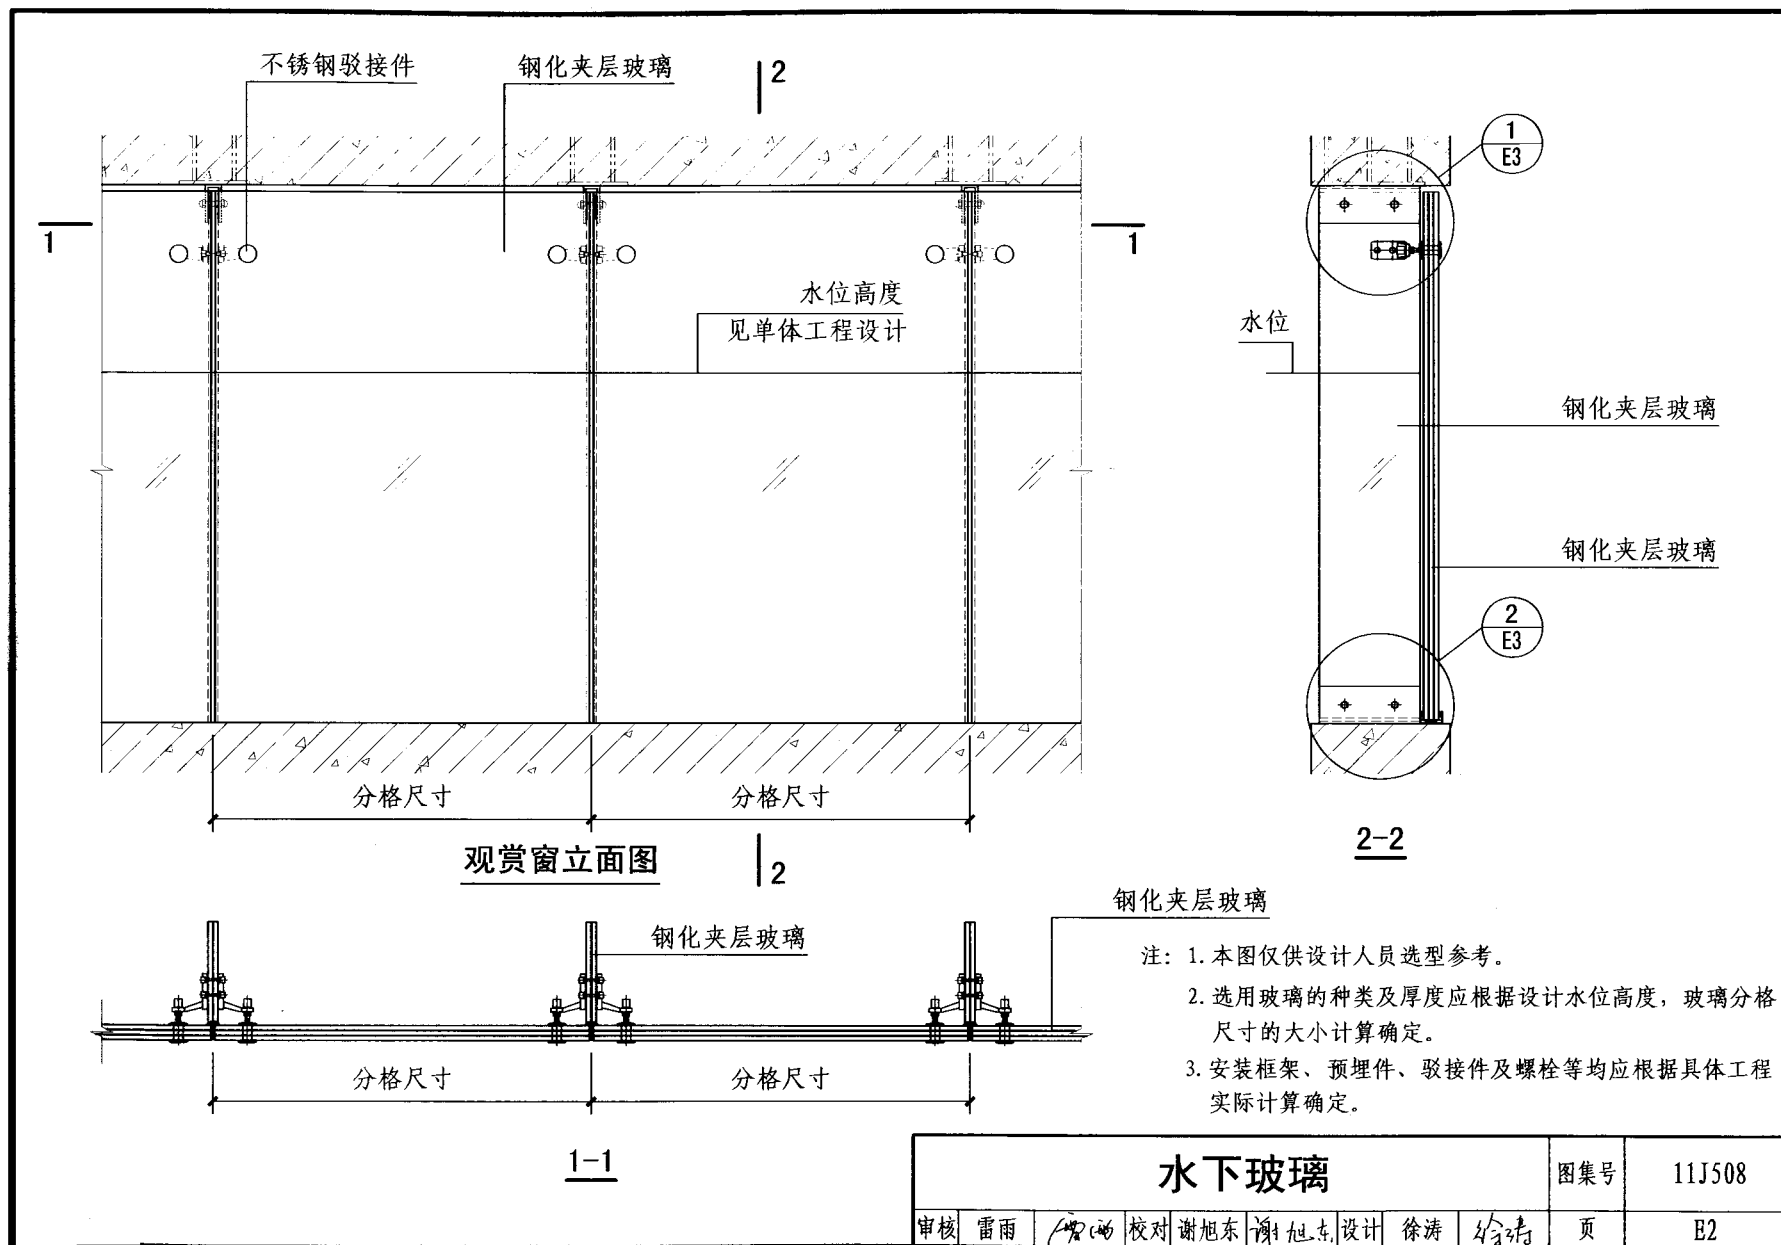 不锈钢驳接件
钢化夹层玻璃
2
1
E3
1
1
水位高度
见单体工程设计
水位
钢化夹层玻璃
钢化夹层玻璃
2
E3
分格尺寸
分格尺寸
观赏窗立面图
2
2-2
钢化夹层玻璃
钢化夹层玻璃
分格尺寸
分格尺寸
1-1
注: 1. 本图仅供设计人员选型参考。
2. 选用玻璃的种类及厚度应根据设计水位高度, 玻璃分格
尺寸的大小计算确定。
3. 安装框架、预埋件、驳接件及螺栓等均应根据具体工程
实际计算确定。
水下玻璃 图集号 11J508
审核 雷雨 雷雨 校对 谢旭东 谢旭东 设计 徐涛 徐涛 页 E2